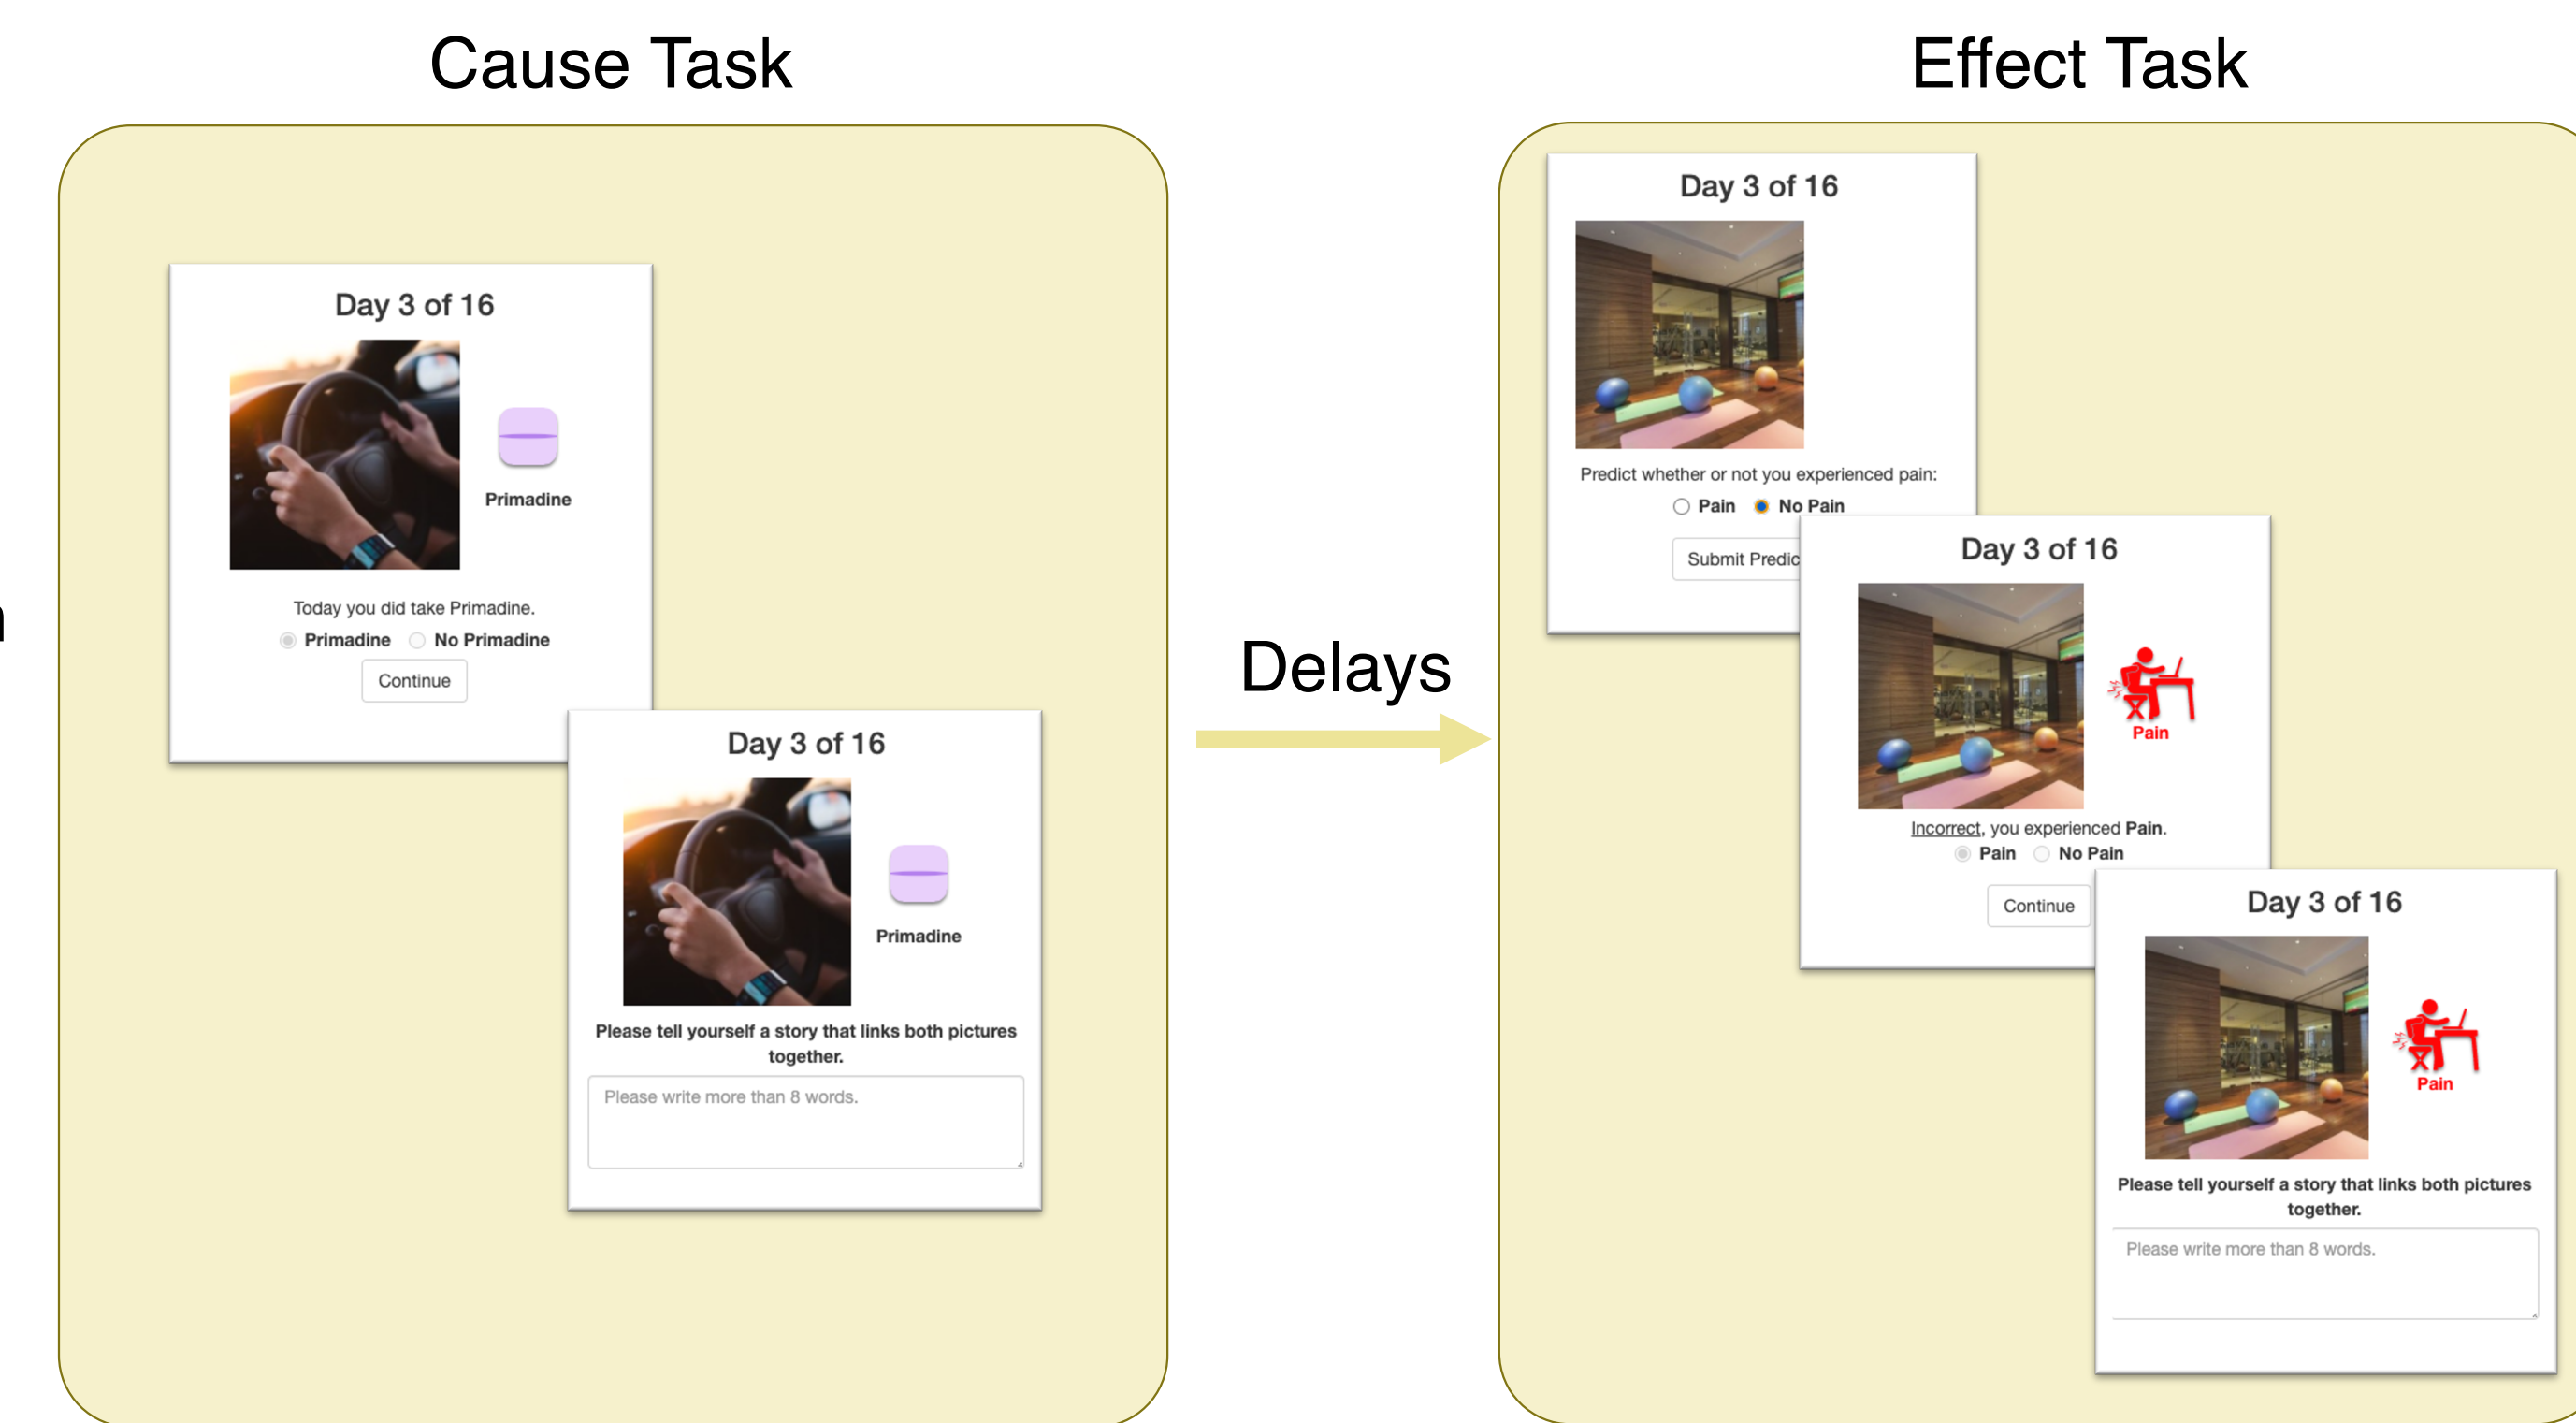 Cause Task
Day 3 of 16
Primadine
Today you did take Primadine.
Primadine No Primadine
Continue
Day 3 of 16
Primadine
Please tell yourself a story that links both pictures
together.
Please write more than 8 words.
Delays
Effect Task
Day 3 of 16
Predict whether or not you experienced pain:
Pain No Pain
Submit Predic
Day 3 of 16
Pain
Incorrect, you experienced Pain.
Pain No Pain
Continue
Day 3 of 16
Pain
Please tell yourself a story that links both pictures
together.
Please write more than 8 words.